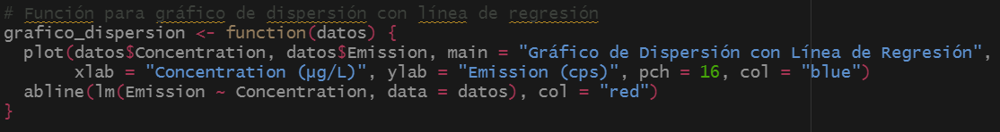 # Función para gráfico de dispersión con línea de regresión
grafico_dispersion <- function(datos) {
  plot(datos$Concentration, datos$Emission, main = "Gráfico de Dispersión con Línea de Regresión",
       xlab = "Concentration (µg/L)", ylab = "Emission (cps)", pch = 16, col = "blue")
  abline(lm(Emission ~ Concentration, data = datos), col = "red")
}